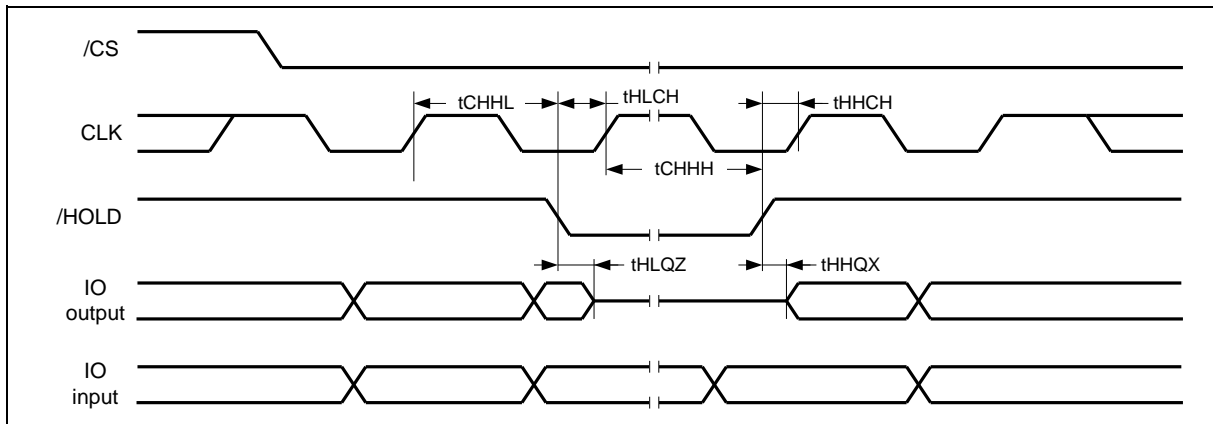 /CS
tCHHL
tHLCH
tHHCH
CLK
tCHHH
/HOLD
tHLQZ
tHHQX
IO
output
IO
input